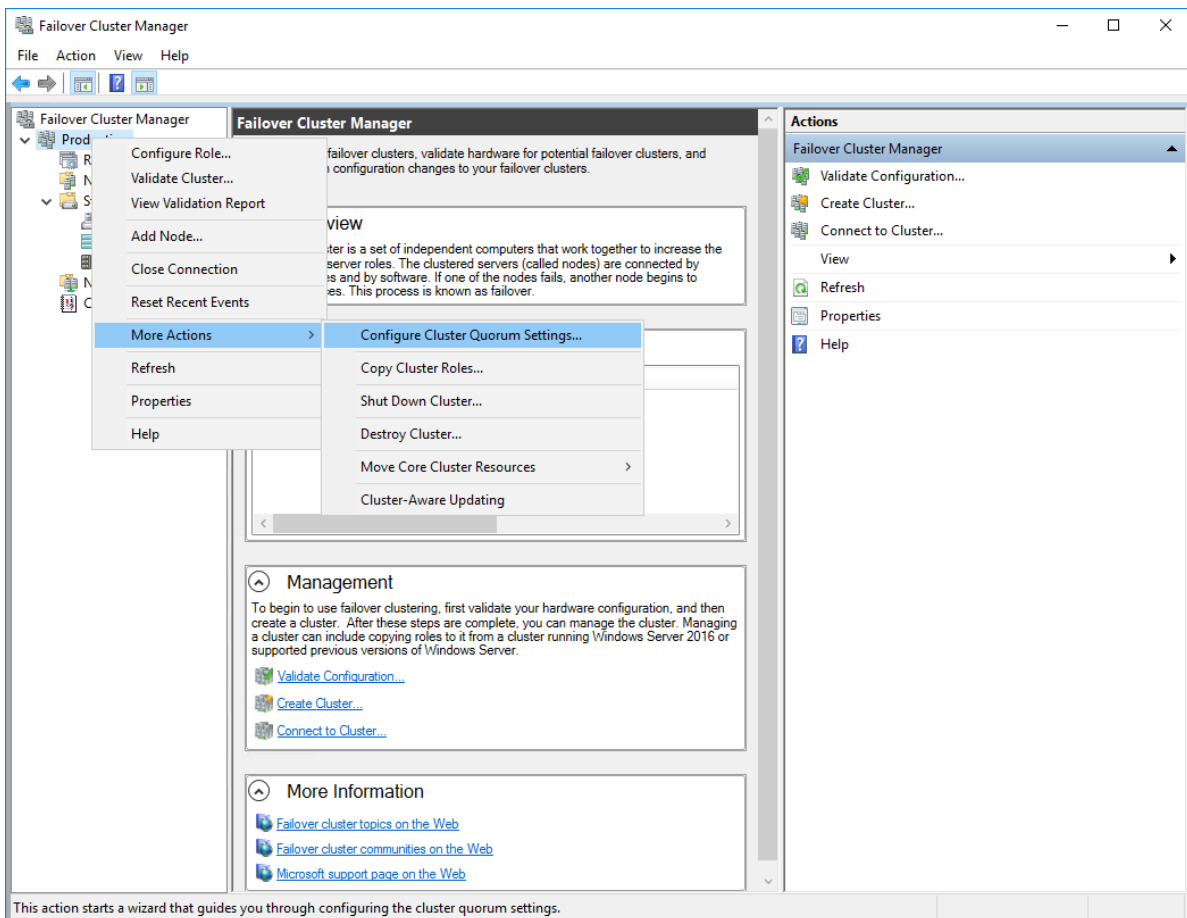 Failover Cluster Manager
File Action View Help
Failover Cluster Manager
Prod
R
N
S
N
C
Configure Role...
Validate Cluster...
View Validation Report
Add Node...
Close Connection
Reset Recent Events
More Actions
Refresh
Properties
Help
Configure Cluster Quorum Settings...
Copy Cluster Roles...
Shut Down Cluster...
Destroy Cluster...
Move Core Cluster Resources
Cluster-Aware Updating
Failover Cluster Manager
failover clusters, validate hardware for potential failover clusters, and
configuration changes to your failover clusters.
view
ter is a set of independent computers that work together to increase the
server roles. The clustered servers (called nodes) are connected by
s and by software. If one of the nodes fails, another node begins to
es. This process is known as failover.
Management
To begin to use failover clustering, first validate your hardware configuration, and then
create a cluster. After these steps are complete, you can manage the cluster. Managing
a cluster can include copying roles to it from a cluster running Windows Server 2016 or
supported previous versions of Windows Server.
Validate Configuration...
Create Cluster...
Connect to Cluster...
More Information
Failover cluster topics on the Web
Failover cluster communities on the Web
Microsoft support page on the Web
Actions
Failover Cluster Manager
Validate Configuration...
Create Cluster...
Connect to Cluster...
View
Refresh
Properties
Help
This action starts a wizard that guides you through configuring the cluster quorum settings.